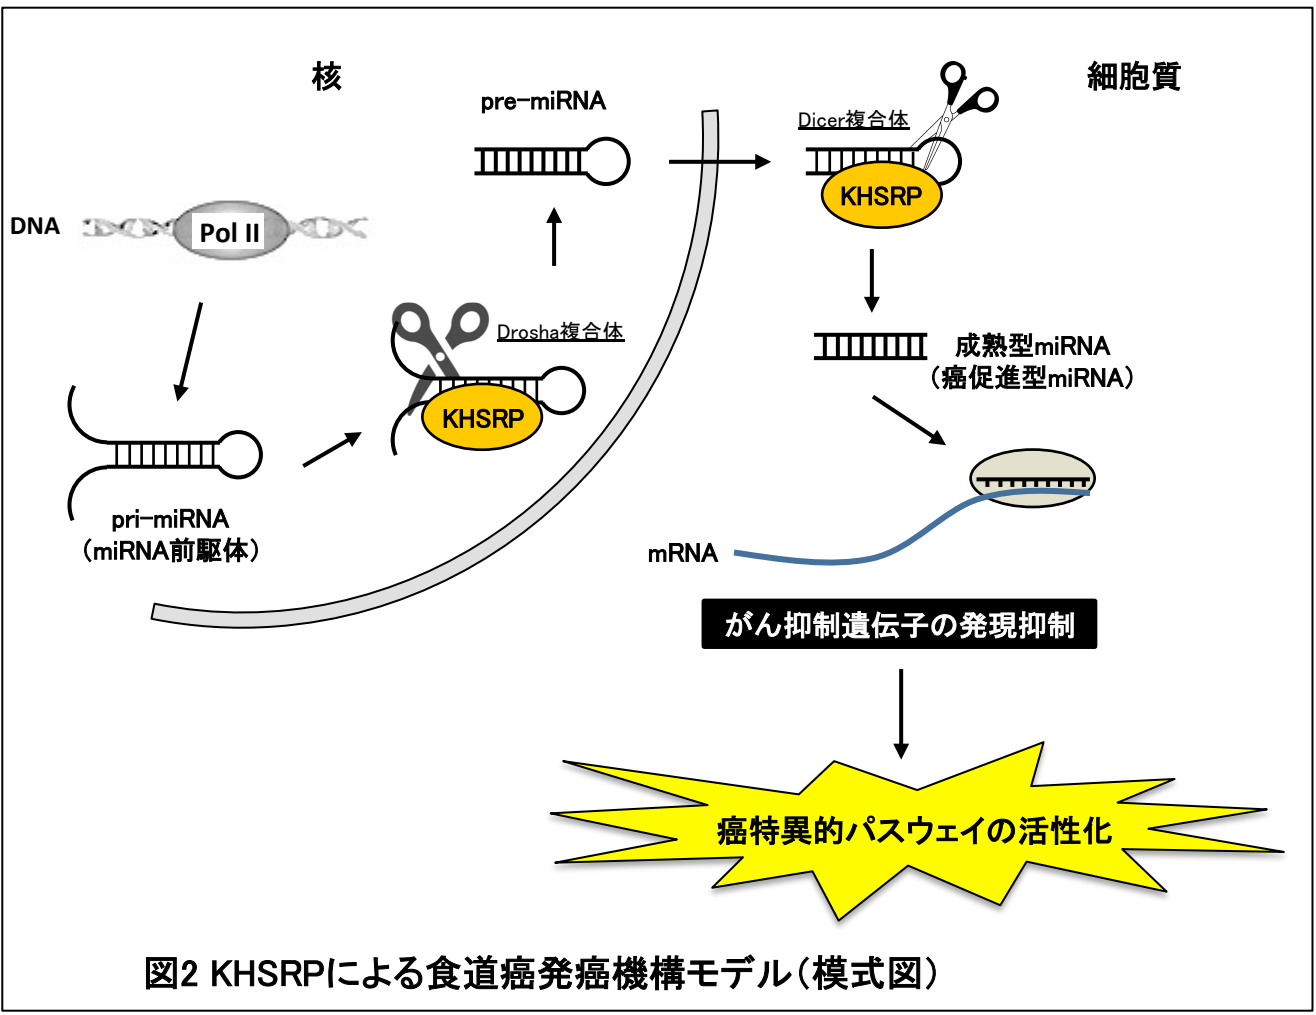 核
細胞質
pre-miRNA
Dicer複合体
KHSRP
DNA
Pol II
Drosha複合体
KHSRP
成熟型miRNA
（癌促進型miRNA）
pri-miRNA
（miRNA前駆体）
mRNA
がん抑制遺伝子の発現抑制
癌特異的パスウェイの活性化
図2 KHSRPによる食道癌発癌機構モデル（模式図）